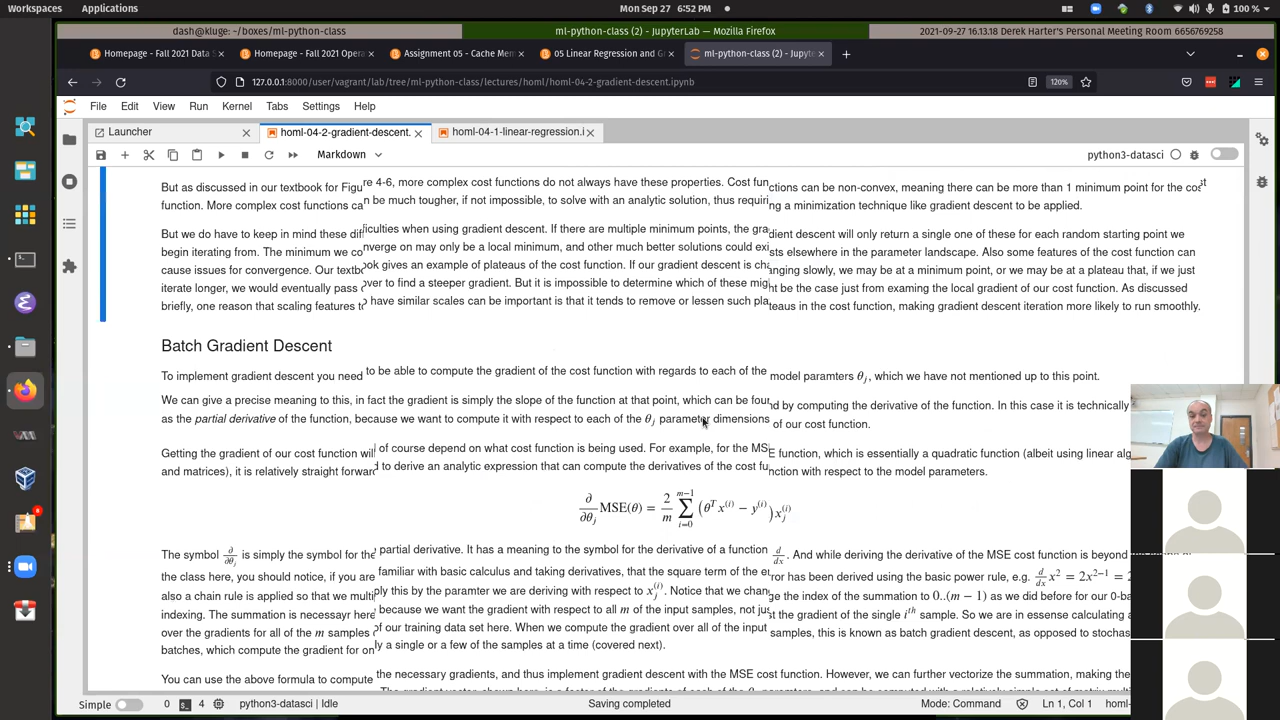 Workspaces Applications Mon Sep 27 6:52 PM 100 %
dash@kluge: ~/boxes/ml-python-class ml-python-class (2) - JupyterLab — Mozilla Firefox 2021-09-27 16.13.18 Derek Harter's Personal Meeting Room 6656769258
Homepage - Fall 2021 Data S Homepage - Fall 2021 Opera Assignment 05 - Cache Mem 05 Linear Regression and G ml-python-class (2) - Jupyte
127.0.0.1:8000/user/vagrant/lab/tree/ml-python-class/lectures/homl/homl-04-2-gradient-descent.ipynb 120%
File Edit View Run Kernel Tabs Settings Help
Launcher homl-04-2-gradient-descent. homl-04-1-linear-regression.i
Markdown python3-datasci
But as discussed in our textbook for Figure 4-6, more complex cost functions do not always have these properties. Cost functions can be non-convex, meaning there can be more than 1 minimum point for the cost
function. More complex cost functions can be much tougher, if not impossible, to solve with an analytic solution, thus requiring a minimization technique like gradient descent to be applied.
But we do have to keep in mind these difficulties when using gradient descent. If there are multiple minimum points, the gradient descent will only return a single one of these for each random starting point we
begin iterating from. The minimum we converge on may only be a local minimum, and other much better solutions could exists elsewhere in the parameter landscape. Also some features of the cost function can
cause issues for convergence. Our textbook gives an example of plateaus of the cost function. If our gradient descent is changing slowly, we may be at a minimum point, or we may be at a plateau that, if we just
iterate longer, we would eventually pass over to find a steeper gradient. But it is impossible to determine which of these might be the case just from examing the local gradient of our cost function. As discussed
briefly, one reason that scaling features to have similar scales can be important is that it tends to remove or lessen such plateaus in the cost function, making gradient descent iteration more likely to run smoothly.
Batch Gradient Descent
To implement gradient descent you need to be able to compute the gradient of the cost function with regards to each of the model paramters θj, which we have not mentioned up to this point.
We can give a precise meaning to this, in fact the gradient is simply the slope of the function at that point, which can be found by computing the derivative of the function. In this case it is technically
as the partial derivative of the function, because we want to compute it with respect to each of the θj parameter dimensions of our cost function.
Getting the gradient of our cost function will of course depend on what cost function is being used. For example, for the MSE function, which is essentially a quadratic function (albeit using linear alg
and matrices), it is relatively straight forward to derive an analytic expression that can compute the derivatives of the cost function with respect to the model parameters.
∂/∂θj MSE(θ) = 2/m ∑_{i=0}^{m−1} (θ^T x^(i) − y^(i)) x_j^(i)
The symbol ∂/∂θj is simply the symbol for the partial derivative. It has a meaning to the symbol for the derivative of a function d/dx. And while deriving the derivative of the MSE cost function is beyond
the class here, you should notice, if you are familiar with basic calculus and taking derivatives, that the square term of the error has been derived using the basic power rule, e.g. d/dx x^2 = 2x^{2−1} = 2
also a chain rule is applied so that we multiply this by the paramter we are deriving with respect to x_j^(i). Notice that we change the index of the summation to 0..(m − 1) as we did before for our 0-ba
indexing. The summation is necessayr here because we want the gradient with respect to all m of the input samples, not just the gradient of the single i^th sample. So we are in essense calculating a
over the gradients for all of the m samples of our training data set here. When we compute the gradient over all of the input samples, this is known as batch gradient descent, as opposed to stochas
batches, which compute the gradient for only a single or a few of the samples at a time (covered next).
You can use the above formula to compute the necessary gradients, and thus implement gradient descent with the MSE cost function. However, we can further vectorize the summation, making the
Simple 0 4 python3-datasci | Idle Saving completed Mode: Command Ln 1, Col 1 homl-